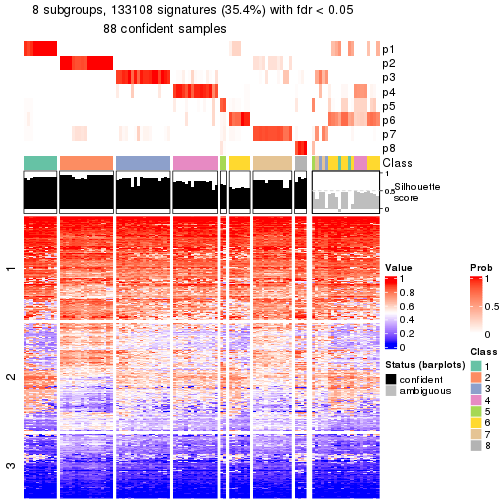 8 subgroups, 133108 signatures (35.4%) with fdr < 0.05
88 confident samples
p1
p2
p3
p4
p5
p6
p7
p8
Class
1
0.5
0
Silhouette
score
1
2
3
Value
1
0.8
0.6
0.4
0.2
0
Prob
1
0.5
0
Status (barplots)
confident
ambiguous
Class
1
2
3
4
5
6
7
8